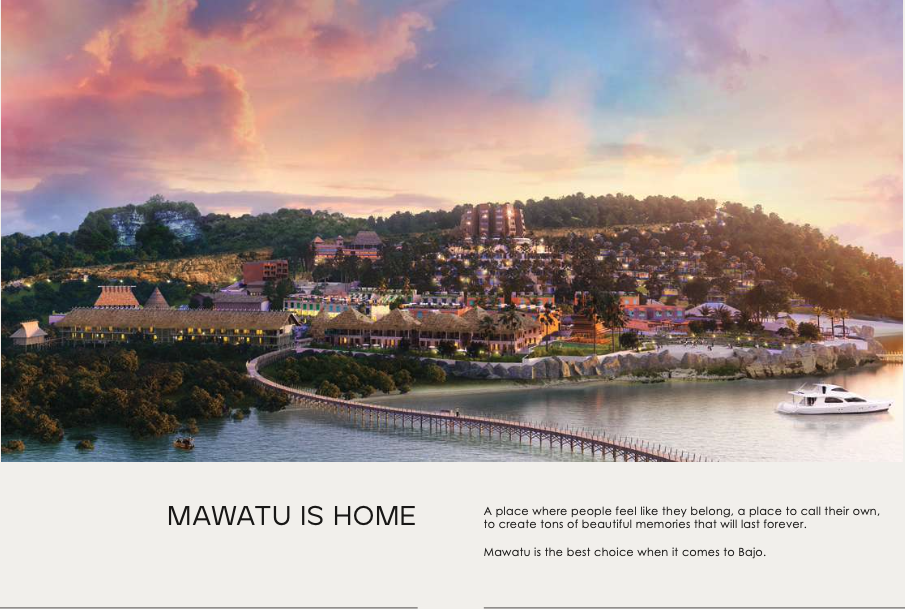 MAWATU IS HOME
A place where people feel like they belong, a place to call their own,
to create tons of beautiful memories that will last forever.
Mawatu is the best choice when it comes to Bajo.